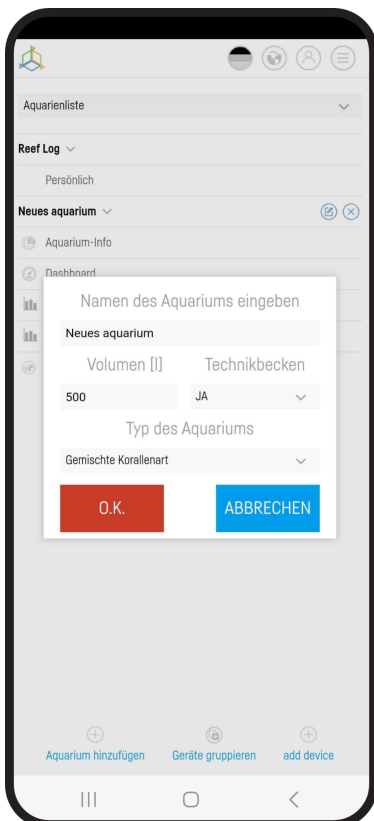 Aquarienliste
Reef Log
Persönlich
Neues aquarium
Aquarium-Info
Dashboard
Namen des Aquariums eingeben
Neues aquarium
Volumen [l] Technikbecken
500 JA
Typ des Aquariums
Gemischte Korallenart
O.K. ABBRECHEN
Aquarium hinzufügen Geräte gruppieren add device